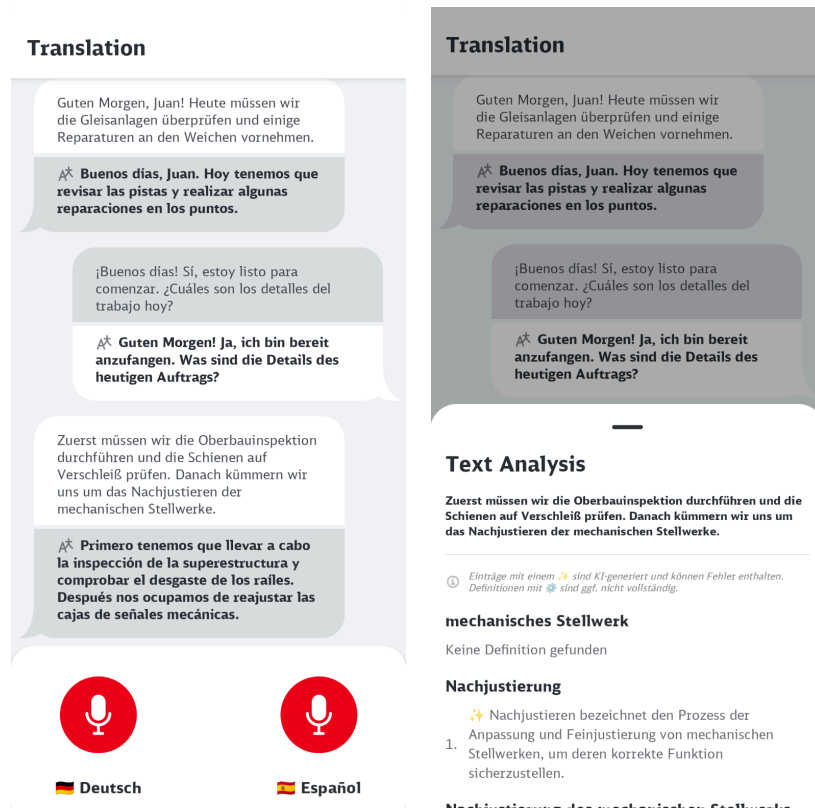 Translation
Guten Morgen, Juan! Heute müssen wir
die Gleisanlagen überprüfen und einige
Reparaturen an den Weichen vornehmen.
Buenos días, Juan. Hoy tenemos que
revisar las pistas y realizar algunas
reparaciones en los puntos.
¡Buenos días! Sí, estoy listo para
comenzar. ¿Cuáles son los detalles del
trabajo hoy?
Guten Morgen! Ja, ich bin bereit
anzufangen. Was sind die Details des
heutigen Auftrags?
Zuerst müssen wir die Oberbauinspektion
durchführen und die Schienen auf
Verschleiß prüfen. Danach kümmern wir
uns um das Nachjustieren der
mechanischen Stellwerke.
Primero tenemos que llevar a cabo
la inspección de la superestructura y
comprobar el desgaste de los raíles.
Después nos ocupamos de reajustar las
cajas de señales mecánicas.
Deutsch
Español
Translation
Guten Morgen, Juan! Heute müssen wir
die Gleisanlagen überprüfen und einige
Reparaturen an den Weichen vornehmen.
Buenos días, Juan. Hoy tenemos que
revisar las pistas y realizar algunas
reparaciones en los puntos.
¡Buenos días! Sí, estoy listo para
comenzar. ¿Cuáles son los detalles del
trabajo hoy?
Guten Morgen! Ja, ich bin bereit
anzufangen. Was sind die Details des
heutigen Auftrags?
Text Analysis
Zuerst müssen wir die Oberbauinspektion durchführen und die
Schienen auf Verschleiß prüfen. Danach kümmern wir uns um
das Nachjustieren der mechanischen Stellwerke.
Einträge mit einem ✨ sind KI-generiert und können Fehler enthalten.
Definitionen mit ⚙️ sind ggf. nicht vollständig.
mechanisches Stellwerk
Keine Definition gefunden
Nachjustierung
1. ✨ Nachjustieren bezeichnet den Prozess der
Anpassung und Feinjustierung von mechanischen
Stellwerken, um deren korrekte Funktion
sicherzustellen.
Nachjustierung des mechanischen Stellwerks